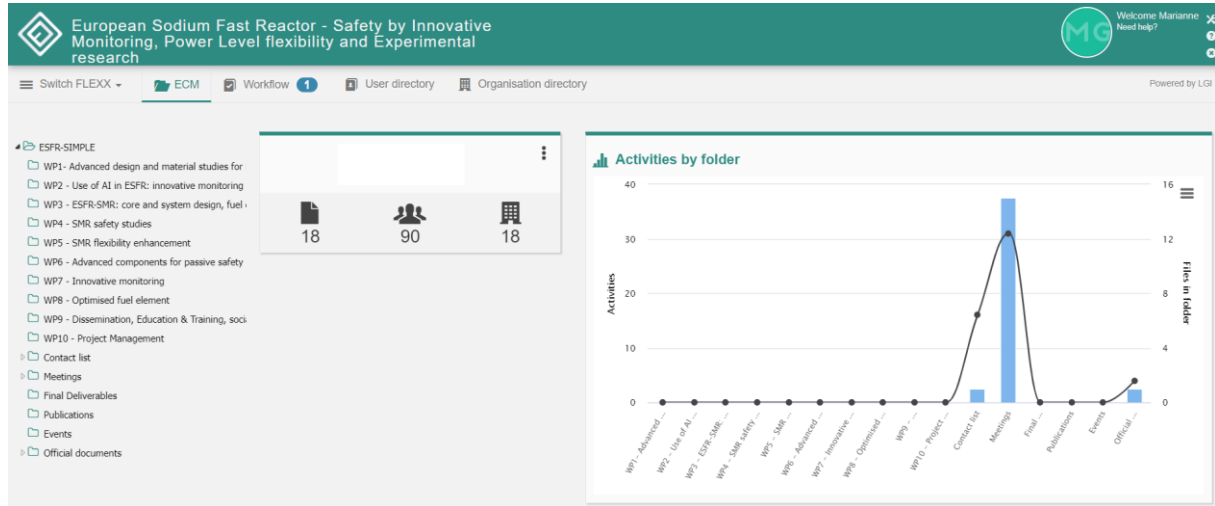 European Sodium Fast Reactor - Safety by Innovative
Monitoring, Power Level flexibility and Experimental
research
MG
Welcome Marianne
Need help?
Switch FLEXX
ECM
Workflow 1
User directory
Organisation directory
Powered by LGI
ESFR-SIMPLE
WP1- Advanced design and material studies for
WP2 - Use of AI in ESFR: innovative monitoring
WP3 - ESFR-SMR: core and system design, fuel
WP4 - SMR safety studies
WP5 - SMR flexibility enhancement
WP6 - Advanced components for passive safety
WP7 - Innovative monitoring
WP8 - Optimised fuel element
WP9 - Dissemination, Education & Training, soci
WP10 - Project Management
Contact list
Meetings
Final Deliverables
Publications
Events
Official documents
18 90 18
Activities by folder
40 16
30 12
20 8
10 4
0 0
Activities
Files in folder
WP1- Advanced ...
WP2 - Use of AI ...
WP3 - ESFR-SMR: ...
WP4 - SMR safety ...
WP5 - SMR ...
WP6 - Advanced ...
WP7 - Innovative ...
WP8 - Optimised ...
WP9 - ...
WP10 - Project ...
Contact list
Meetings
Final ...
Publications
Events
Official ...